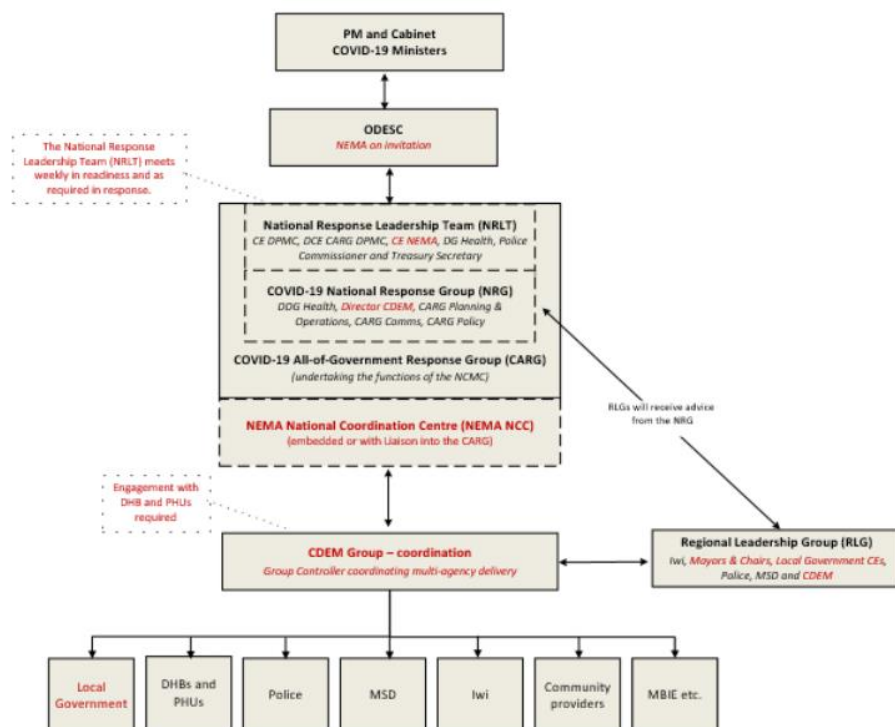 PM and Cabinet
COVID-19 Ministers
ODESC
NEMA on invitation
The National Response
Leadership Team (NRLT) meets
weekly in readiness and as
required in response.
National Response Leadership Team (NRLT)
CE DPMC, DCE CARG DPMC, CE NEMA, DG Health, Police
Commissioner and Treasury Secretary
COVID-19 National Response Group (NRG)
DDG Health, Director CDEM, CARG Planning &
Operations, CARG Comms, CARG Policy
COVID-19 All-of-Government Response Group (CARG)
(undertaking the functions of the NCMC)
NEMA National Coordination Centre (NEMA NCC)
(embedded or with Liaison into the CARG)
RLGs will receive advice
from the NRG
Engagement with
DHB and PHUs
required
CDEM Group – coordination
Group Controller coordinating multi-agency delivery
Regional Leadership Group (RLG)
Iwi, Mayors & Chairs, Local Government CEs,
Police, MSD and CDEM
Local
Government
DHBs and
PHUs
Police
MSD
Iwi
Community
providers
MBIE etc.